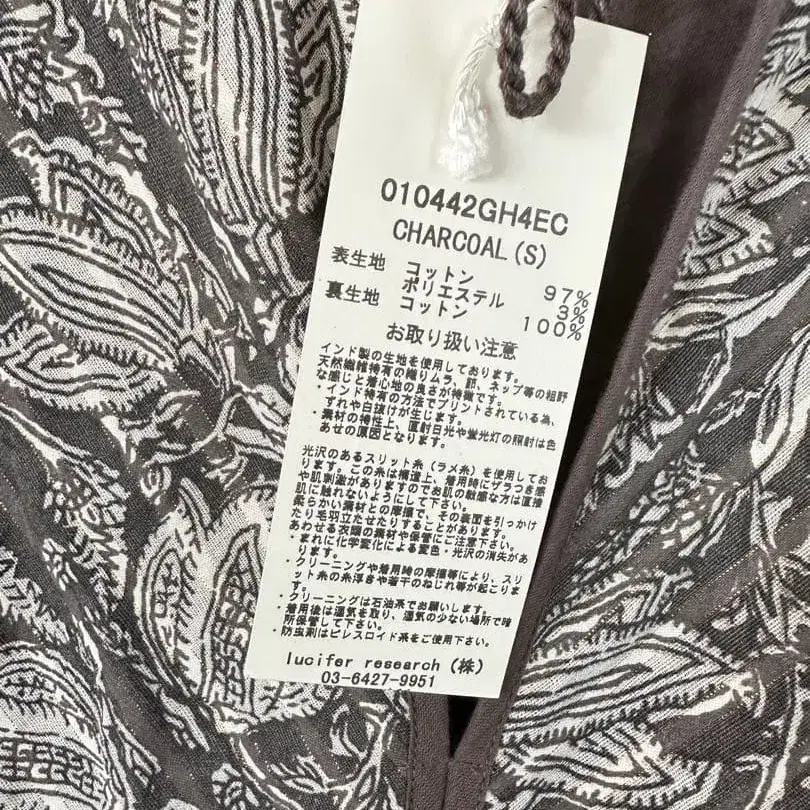 010442GH4EC
CHARCOAL(S)
表生地 コットン 97%
ポリエステル 3%
裏生地 コットン 100%
お取り扱い注意
インド製の生地を使用しております。
天然繊維特有の織りムラ、節、ネップ等の粗野
な感じと着心地の良さが特徴です。
・インド特有の方法でプリントされている為、
ずれや白抜けが生じます。
・素材の特性上、直射日光や蛍光灯の照射は色
あせの原因となります。
光沢のあるスリット糸(ラメ糸)を使用してお
ります。この糸は構造上、着用時にザラつき感
や肌刺激がありますのでお肌の敏感な方は直接
肌に触れないようにして下さい。
柔らかい素材との摩擦で、その表面を引っかけ
たり毛羽立たせたりすることがあります。
あわせる衣類の素材や保管にご注意下さい。
・まれに化学変化による変色・光沢の消失があ
ります。
・クリーニングや着用時の摩擦等により、スリ
ット糸の糸浮きや若干のねじれ等が起こりま
す。
・クリーニングは石油系でお願いします。
・着用後は湿気を取り、湿気の少ない場所で暗
所保管して下さい。
・防虫剤はピレスロイド系をご使用下さい。
lucifer research(株)
03-6427-9951